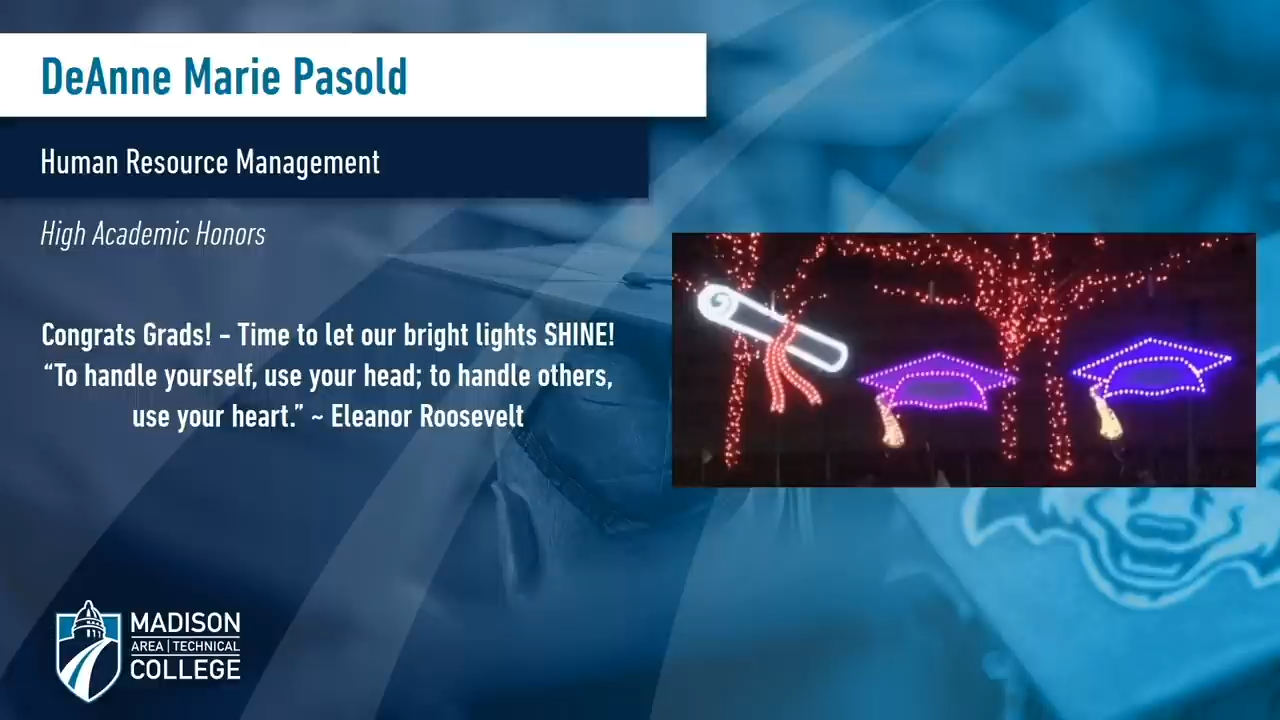 DeAnne Marie Pasold
Human Resource Management
High Academic Honors
Congrats Grads! – Time to let our bright lights SHINE!
“To handle yourself, use your head; to handle others,
use your heart.” ~ Eleanor Roosevelt
MADISON
AREA | TECHNICAL
COLLEGE